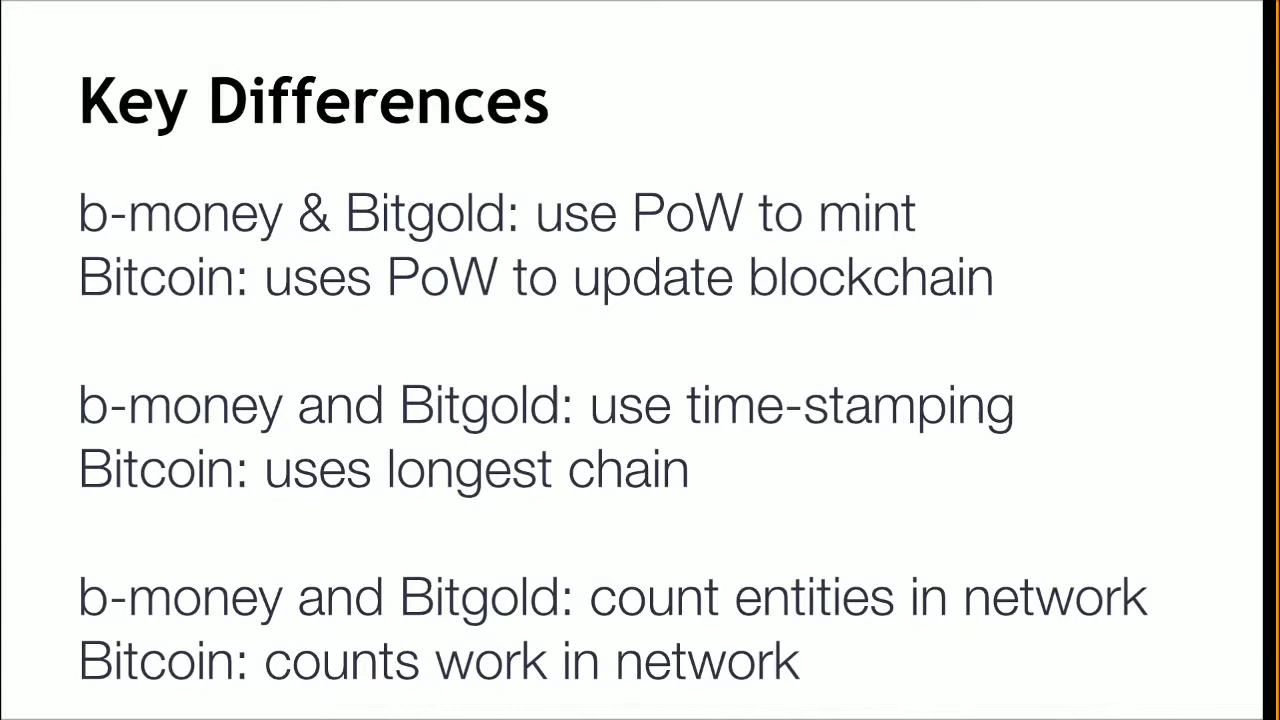 Key Differences
b-money & Bitgold: use PoW to mint
Bitcoin: uses PoW to update blockchain
b-money and Bitgold: use time-stamping
Bitcoin: uses longest chain
b-money and Bitgold: count entities in network
Bitcoin: counts work in network